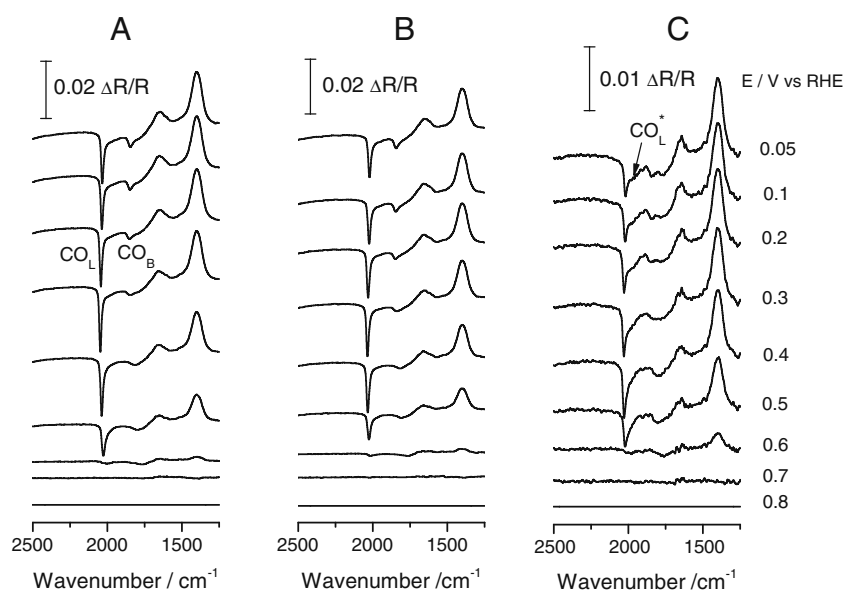 A B C
0.02 ΔR/R 0.02 ΔR/R 0.01 ΔR/R E / V vs RHE
CO_L^*
0.05
0.1
0.2
CO_L CO_B
0.3
0.4
0.5
0.6
0.7
0.8
2500 2000 1500 2500 2000 1500 2500 2000 1500
Wavenumber / cm⁻¹ Wavenumber / cm⁻¹ Wavenumber / cm⁻¹